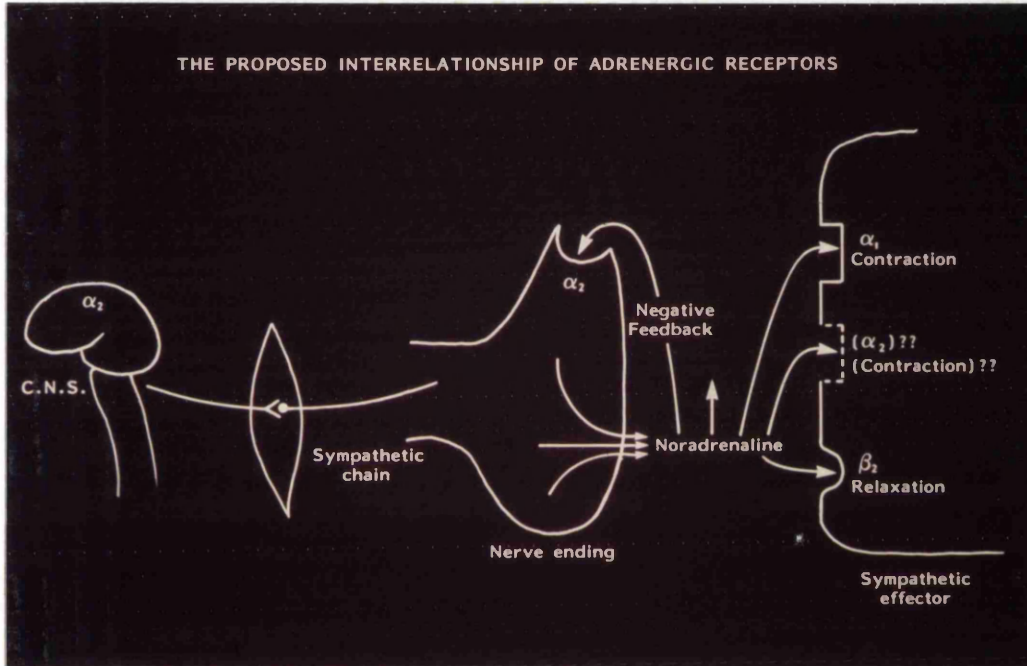 THE PROPOSED INTERRELATIONSHIP OF ADRENERGIC RECEPTORS
α₂
C.N.S.
Sympathetic
chain
α₂
Nerve ending
Negative
Feedback
Noradrenaline
α₁
Contraction
(α₂)??
(Contraction)??
β₂
Relaxation
Sympathetic
effector